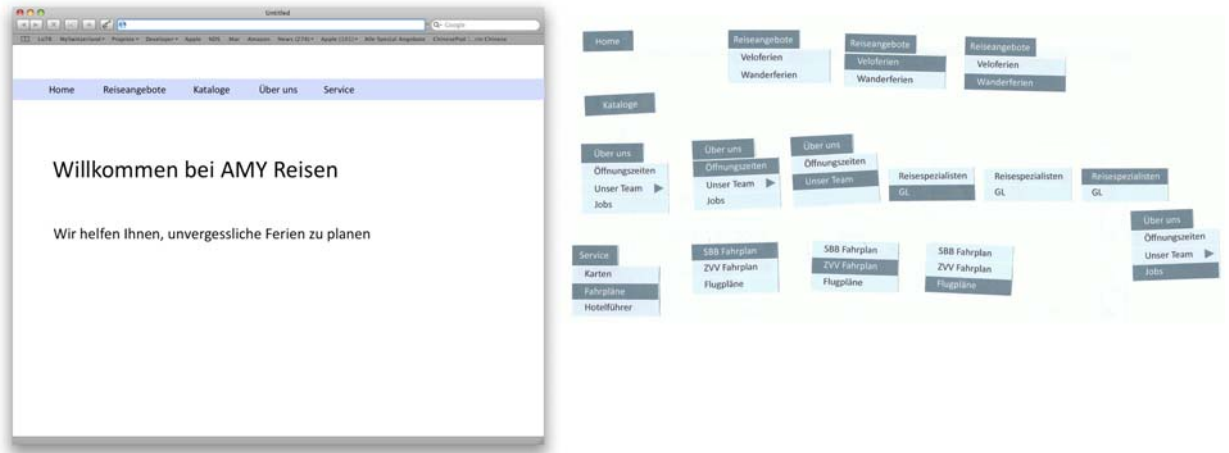 Untitled
Google
Apple
Amazon
Home Reiseangebote Kataloge Über uns Service
Willkommen bei AMY Reisen
Wir helfen Ihnen, unvergessliche Ferien zu planen
Home
Reiseangebote
Veloferien
Wanderferien
Reiseangebote
Veloferien
Wanderferien
Reiseangebote
Veloferien
Wanderferien
Kataloge
Über uns
Öffnungszeiten
Unser Team
Jobs
Über uns
Öffnungszeiten
Unser Team
Jobs
Über uns
Öffnungszeiten
Unser Team
Reisespezialisten
GL
Reisespezialisten
GL
Reisespezialisten
GL
Über uns
Öffnungszeiten
Unser Team
Jobs
Service
Karten
Fahrpläne
Hotelführer
SBB Fahrplan
ZVV Fahrplan
Flugpläne
SBB Fahrplan
ZVV Fahrplan
Flugpläne
SBB Fahrplan
ZVV Fahrplan
Flugpläne